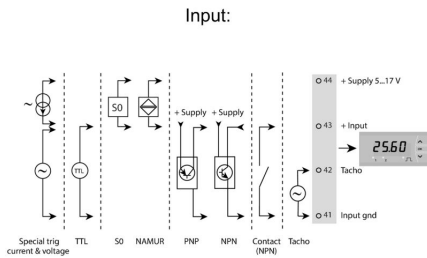 Input:
44 + Supply 5...17 V
S0
+ Supply + Supply
43 + Input
25.60
TTL
42 Tacho
41 Input gnd
Special trig
current & voltage
TTL
S0
NAMUR
PNP
NPN
Contact
(NPN)
Tacho